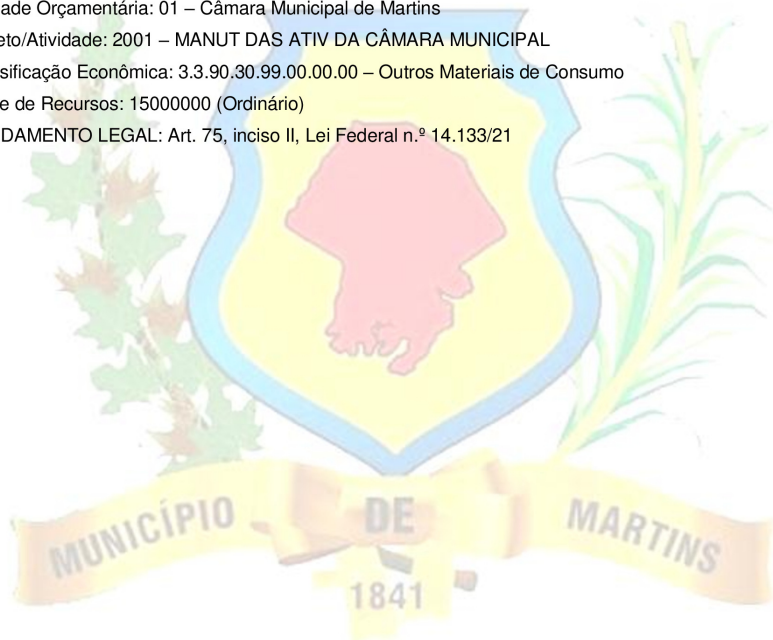 ade Orçamentária: 01 – Câmara Municipal de Martins
eto/Atividade: 2001 – MANUT DAS ATIV DA CÂMARA MUNICIPAL
sificação Econômica: 3.3.90.30.99.00.00.00 – Outros Materiais de Consumo
e de Recursos: 15000000 (Ordinário)
DAMENTO LEGAL: Art. 75, inciso II, Lei Federal n.º 14.133/21
MUNICÍPIO DE MARTINS
1841